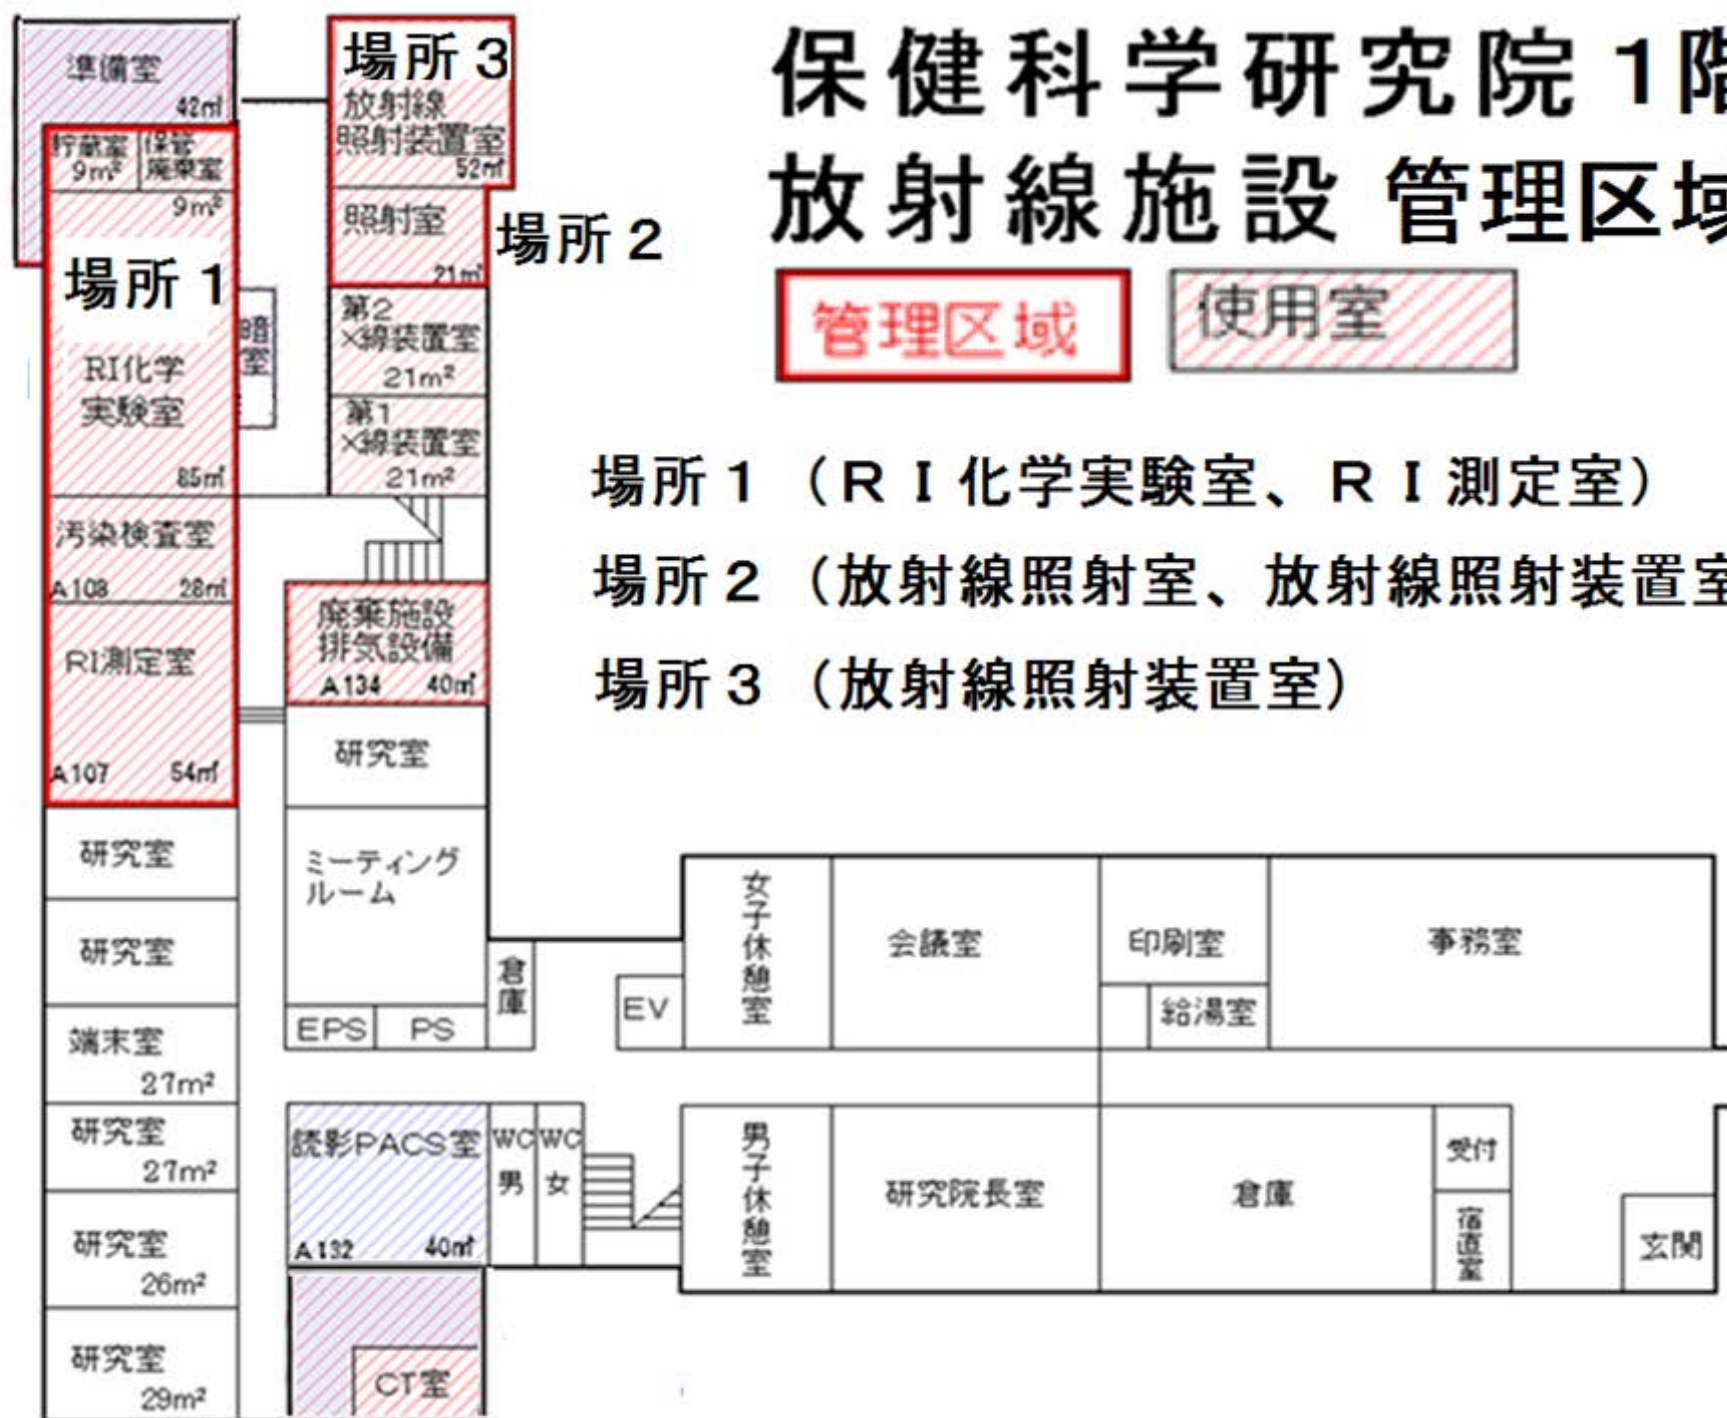 保健科学研究院 1階
放射線施設 管理区域
管理区域
使用室
場所１（ＲＩ化学実験室、ＲＩ測定室）
場所２（放射線照射室、放射線照射装置室
場所３（放射線照射装置室）
準備室
42㎡
貯蔵室
9m²
保管
廃棄室
9m²
場所１
RI化学
実験室
85㎡
暗室
汚染検査室
A108 28㎡
RI測定室
A107 54㎡
研究室
研究室
端末室
27m²
研究室
27m²
研究室
26m²
研究室
29m²
場所３
放射線
照射装置室
52㎡
照射室
21㎡
場所２
第2
X線装置室
21m²
第1
X線装置室
21m²
廃棄施設
排気設備
A134 40㎡
研究室
ミーティング
ルーム
EPS
PS
倉庫
EV
読影PACS室
A132 40㎡
WC
男
WC
女
CT室
女子休憩室
会議室
印刷室
給湯室
事務室
男子休憩室
研究院長室
倉庫
受付
宿直室
玄関